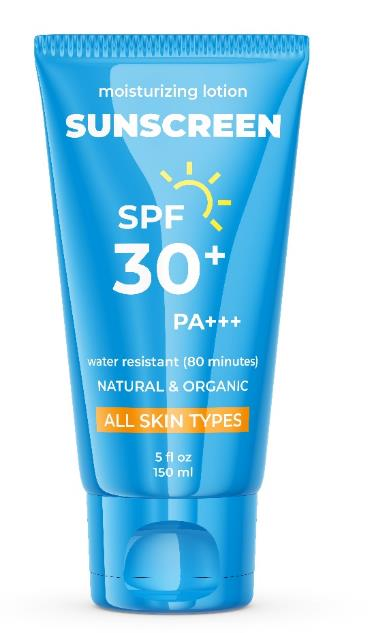 moisturizing lotion
SUNSCREEN
SPF
30+
PA+++
water resistant (80 minutes)
NATURAL & ORGANIC
ALL SKIN TYPES
5 fl oz
150 ml